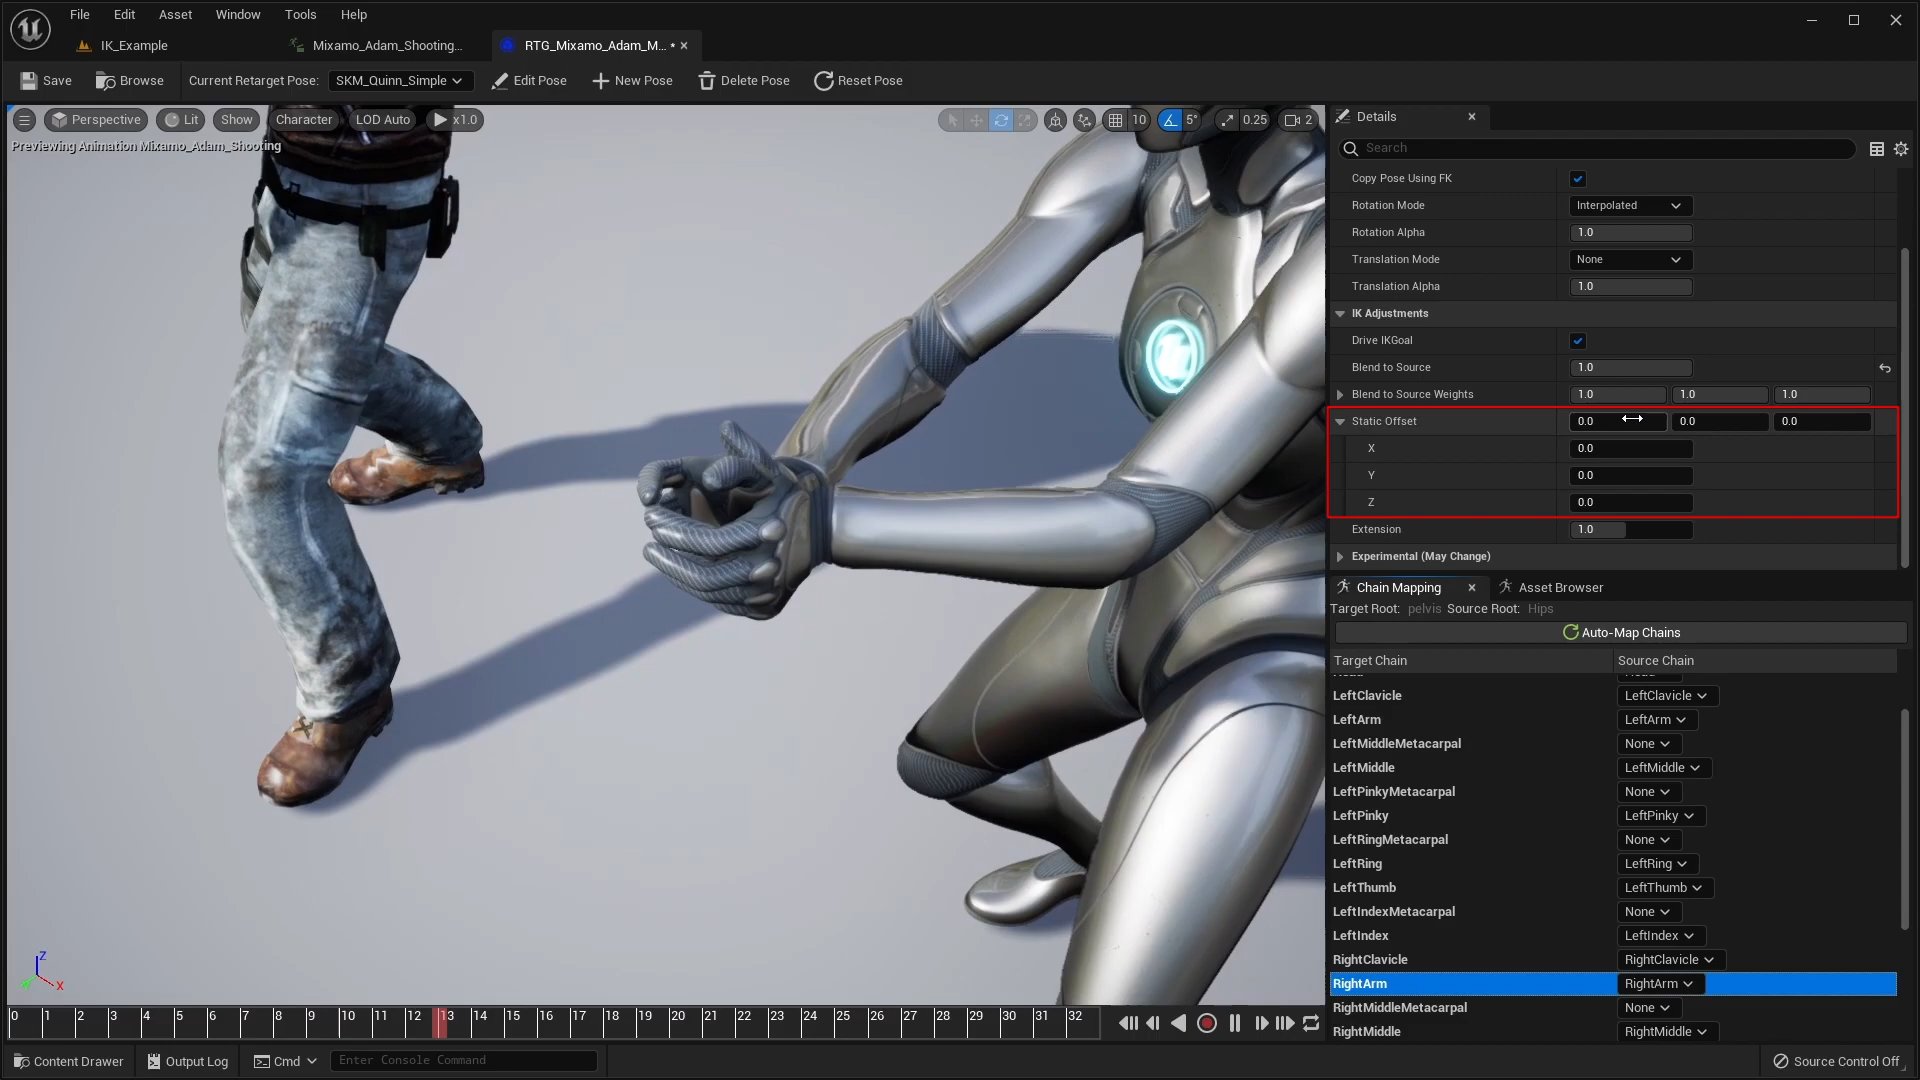 File Edit Asset Window Tools Help
IK_Example Mixamo_Adam_Shooting... RTG_Mixamo_Adam_M... •
Save Browse Current Retarget Pose: SKM_Quinn_Simple Edit Pose New Pose Delete Pose Reset Pose
Perspective Lit Show Character LOD Auto x1.0 10 5° 0.25 2
Previewing Animation Mixamo_Adam_Shooting
Details
Search
Copy Pose Using FK
Rotation Mode Interpolated
Rotation Alpha 1.0
Translation Mode None
Translation Alpha 1.0
IK Adjustments
Drive IKGoal
Blend to Source 1.0
Blend to Source Weights 1.0 1.0 1.0
Static Offset 0.0 0.0 0.0
X 0.0
Y 0.0
Z 0.0
Extension 1.0
Experimental (May Change)
Chain Mapping Asset Browser
Target Root: pelvis Source Root: Hips
Auto-Map Chains
Target Chain Source Chain
LeftClavicle LeftClavicle
LeftArm LeftArm
LeftMiddleMetacarpal None
LeftMiddle LeftMiddle
LeftPinkyMetacarpal None
LeftPinky LeftPinky
LeftRingMetacarpal None
LeftRing LeftRing
LeftThumb LeftThumb
LeftIndexMetacarpal None
LeftIndex LeftIndex
RightClavicle RightClavicle
RightArm RightArm
RightMiddleMetacarpal None
RightMiddle RightMiddle
Z
Y X
0 1 2 3 4 5 6 7 8 9 10 11 12 13 14 15 16 17 18 19 20 21 22 23 24 25 26 27 28 29 30 31 32
Content Drawer Output Log Cmd Enter Console Command Source Control Off